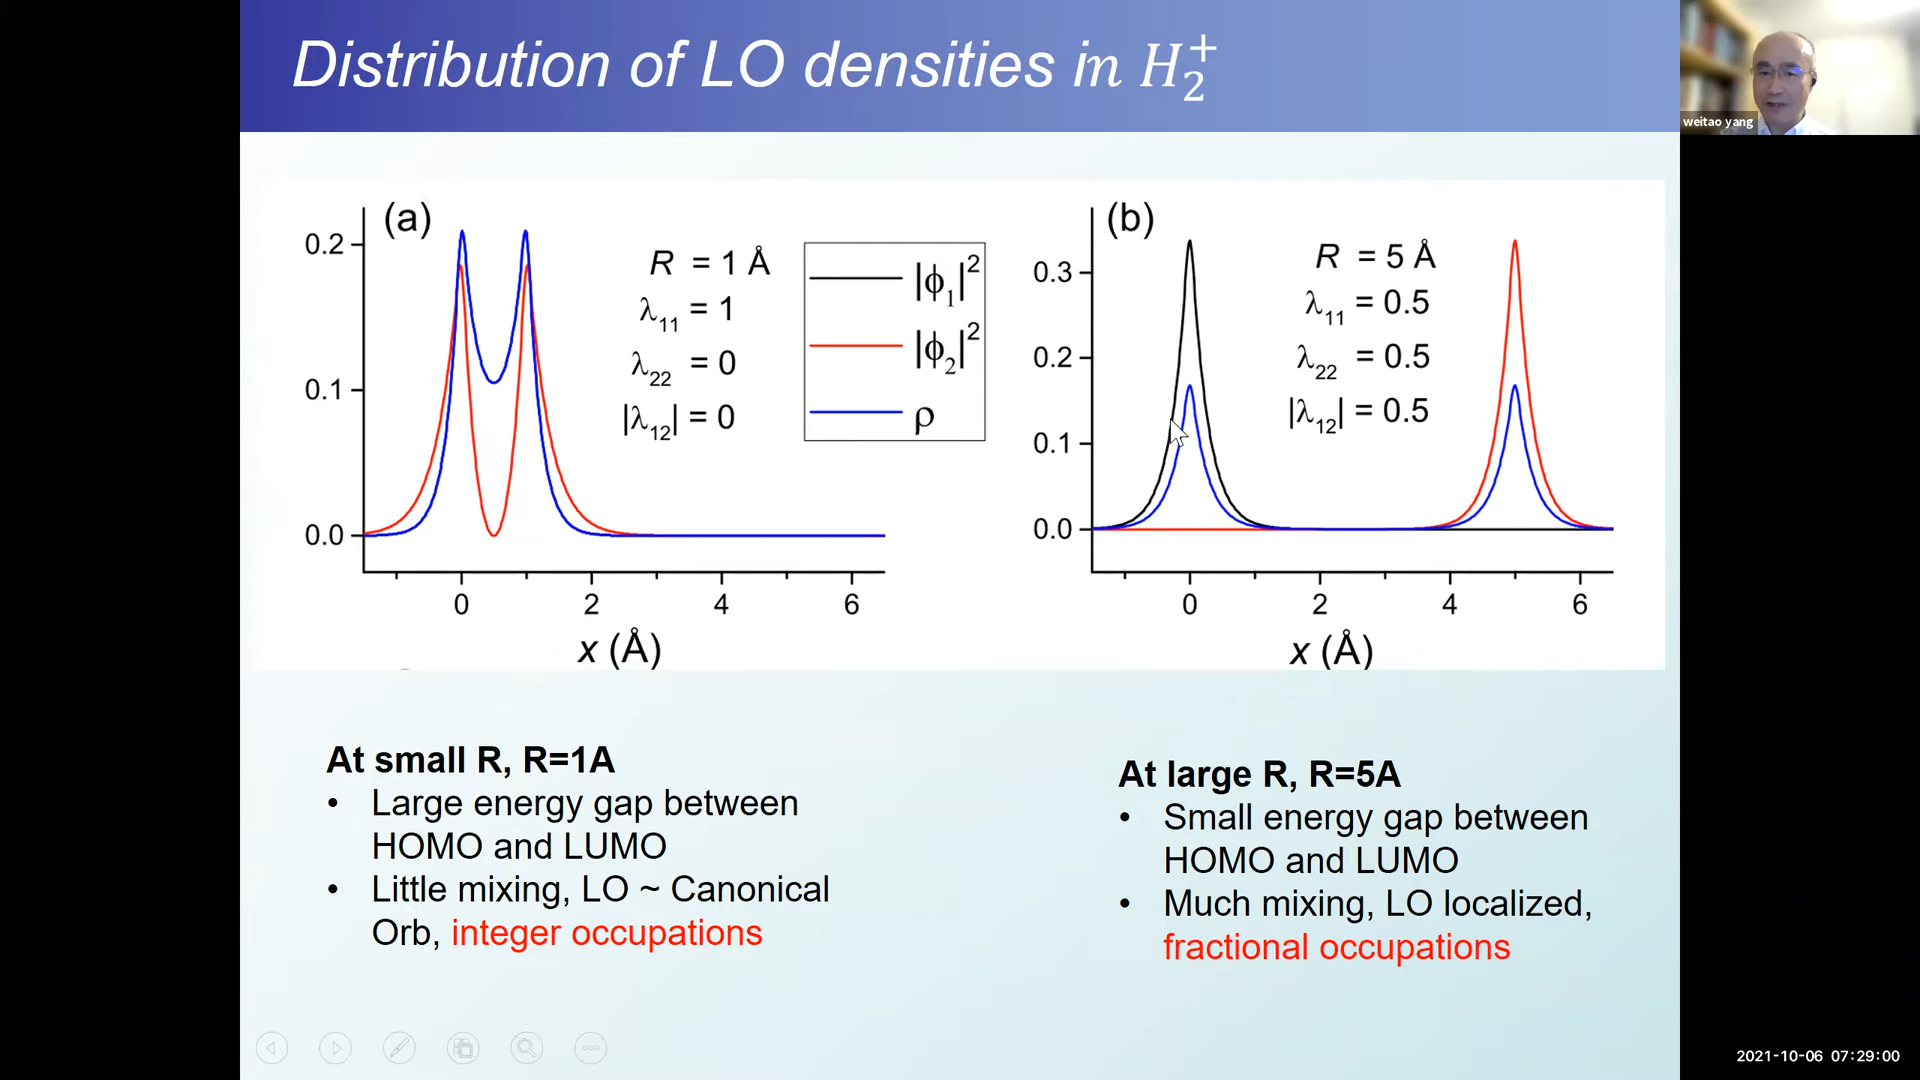 Distribution of LO densities in H₂⁺
weitao yang
(a)
0.2
0.1
0.0
R = 1 Å
λ₁₁ = 1
λ₂₂ = 0
|λ₁₂| = 0
|ϕ₁|²
|ϕ₂|²
ρ
0 2 4 6
x (Å)
(b)
0.3
0.2
0.1
0.0
R = 5 Å
λ₁₁ = 0.5
λ₂₂ = 0.5
|λ₁₂| = 0.5
0 2 4 6
x (Å)
At small R, R=1A
• Large energy gap between
HOMO and LUMO
• Little mixing, LO ~ Canonical
Orb, integer occupations
At large R, R=5A
• Small energy gap between
HOMO and LUMO
• Much mixing, LO localized,
fractional occupations
2021-10-06 07:29:00